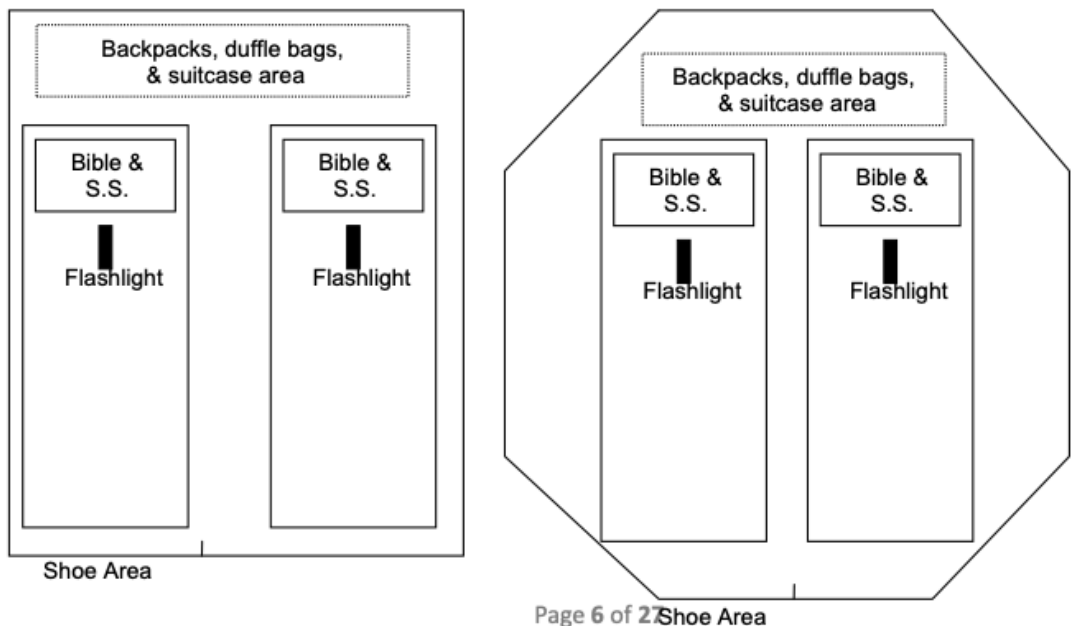 Backpacks, duffle bags,
& suitcase area
Bible &
S.S.
Flashlight
Bible &
S.S.
Flashlight
Shoe Area
Backpacks, duffle bags,
& suitcase area
Bible &
S.S.
Flashlight
Bible &
S.S.
Flashlight
Shoe Area
Page 6 of 27